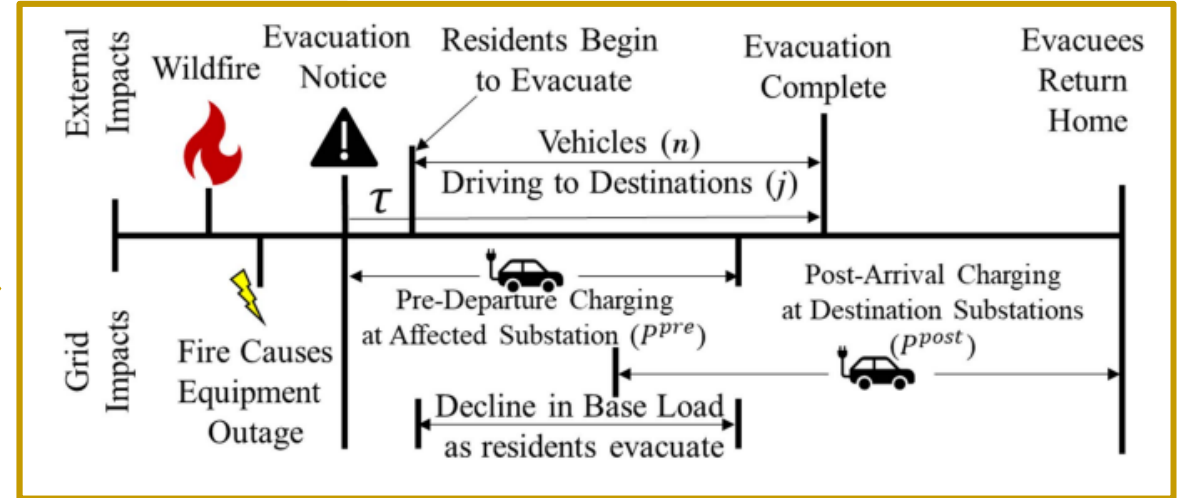 External
Impacts
Wildfire
Evacuation
Notice
Residents Begin
to Evacuate
Evacuation
Complete
Evacuees
Return
Home
Vehicles (n)
Driving to Destinations (j)
τ
Grid
Impacts
Fire Causes
Equipment
Outage
Pre-Departure Charging
at Affected Substation (P^pre)
Decline in Base Load
as residents evacuate
Post-Arrival Charging
at Destination Substations
(P^post)